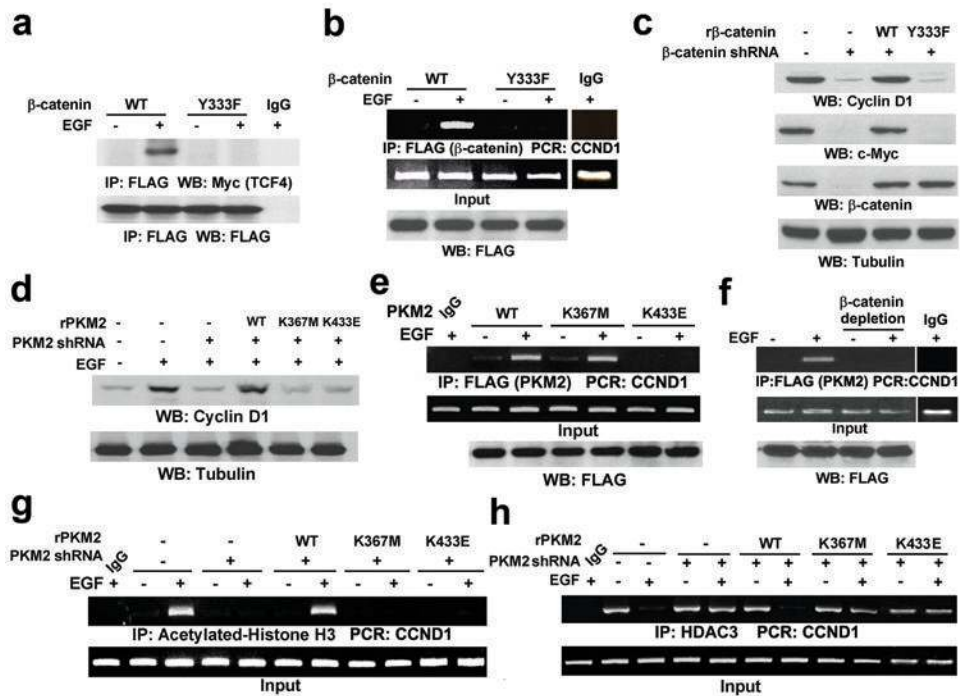 a
β-catenin WT Y333F IgG
EGF - + - + +
IP: FLAG WB: Myc (TCF4)
IP: FLAG WB: FLAG
b
β-catenin WT Y333F IgG
EGF - + - + +
IP: FLAG (β-catenin) PCR: CCND1
Input
WB: FLAG
c
rβ-catenin - - WT Y333F
β-catenin shRNA - + + +
WB: Cyclin D1
WB: c-Myc
WB: β-catenin
WB: Tubulin
d
rPKM2 - - - WT K367M K433E
PKM2 shRNA - - + + + +
EGF - + + + + +
WB: Cyclin D1
WB: Tubulin
e
PKM2 IgG WT K367M K433E
EGF + - + - + - +
IP: FLAG (PKM2) PCR: CCND1
Input
WB: FLAG
f
β-catenin
depletion IgG
EGF - + - + +
IP:FLAG (PKM2) PCR:CCND1
Input
WB: FLAG
g
rPKM2 - - WT K367M K433E
PKM2 shRNA IgG - + + + +
EGF + - + - + - + - + - +
IP: Acetylated-Histone H3 PCR: CCND1
Input
h
rPKM2 - - WT K367M K433E
PKM2 shRNA IgG - - + + + + + + + +
EGF + - + - + - + - + - +
IP: HDAC3 PCR: CCND1
Input